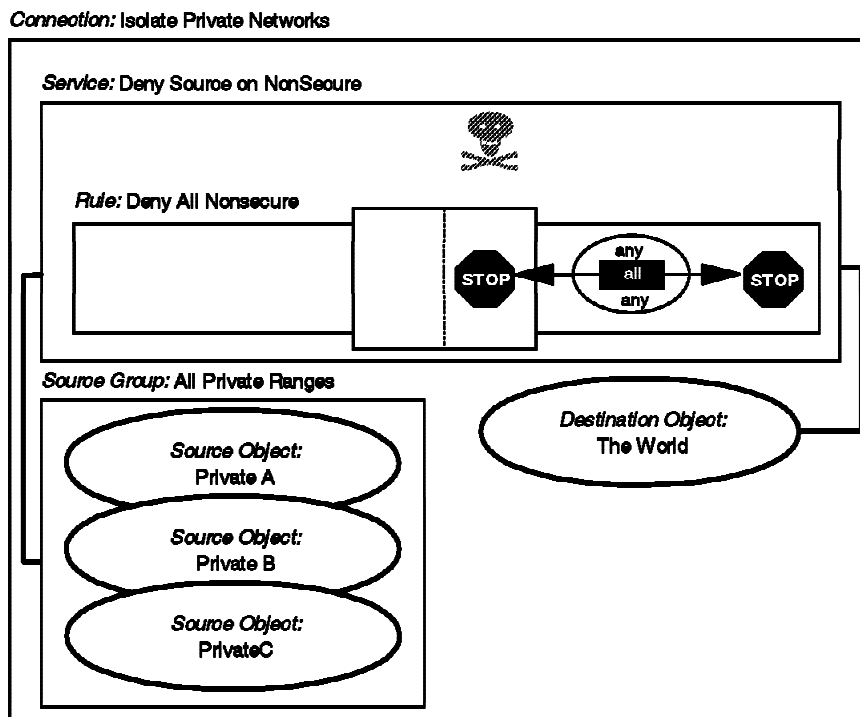 Connection: Isolate Private Networks
Service: Deny Source on NonSecure
Rule: Deny All Nonsecure
any
STOP
all
STOP
any
Source Group: All Private Ranges
Destination Object:
The World
Source Object:
Private A
Source Object:
Private B
Source Object:
PrivateC